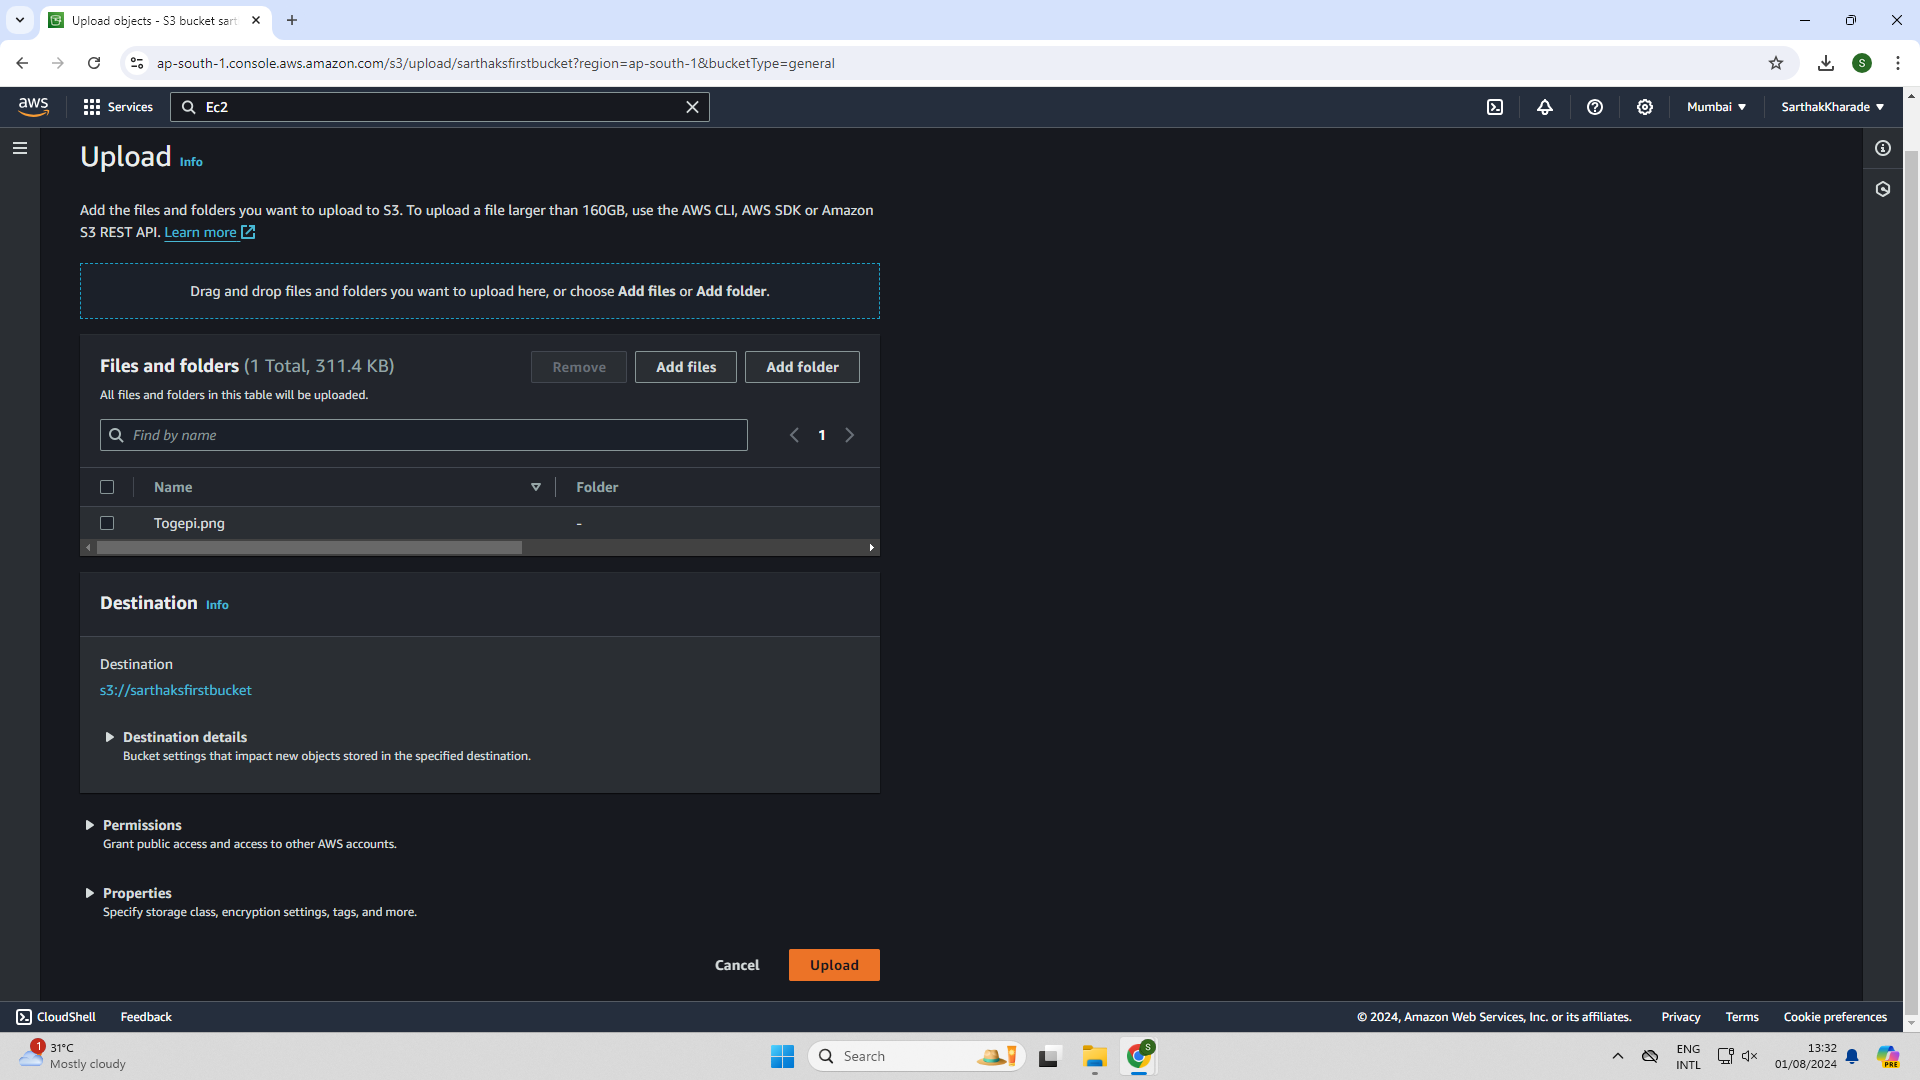 Upload objects - S3 bucket sart
ap-south-1.console.aws.amazon.com/s3/upload/sarthaksfirstbucket?region=ap-south-1&bucketType=general
S
aws
Services
Ec2
Mumbai
SarthakKharade
Upload Info
Add the files and folders you want to upload to S3. To upload a file larger than 160GB, use the AWS CLI, AWS SDK or Amazon
S3 REST API. Learn more
Drag and drop files and folders you want to upload here, or choose Add files or Add folder.
Files and folders (1 Total, 311.4 KB)
Remove
Add files
Add folder
All files and folders in this table will be uploaded.
Find by name
1
Name
Folder
Togepi.png
-
Destination Info
Destination
s3://sarthaksfirstbucket
Destination details
Bucket settings that impact new objects stored in the specified destination.
Permissions
Grant public access and access to other AWS accounts.
Properties
Specify storage class, encryption settings, tags, and more.
Cancel
Upload
CloudShell
Feedback
© 2024, Amazon Web Services, Inc. or its affiliates.
Privacy
Terms
Cookie preferences
1
31°C
Mostly cloudy
Search
S
ENG
INTL
13:32
01/08/2024
PRE